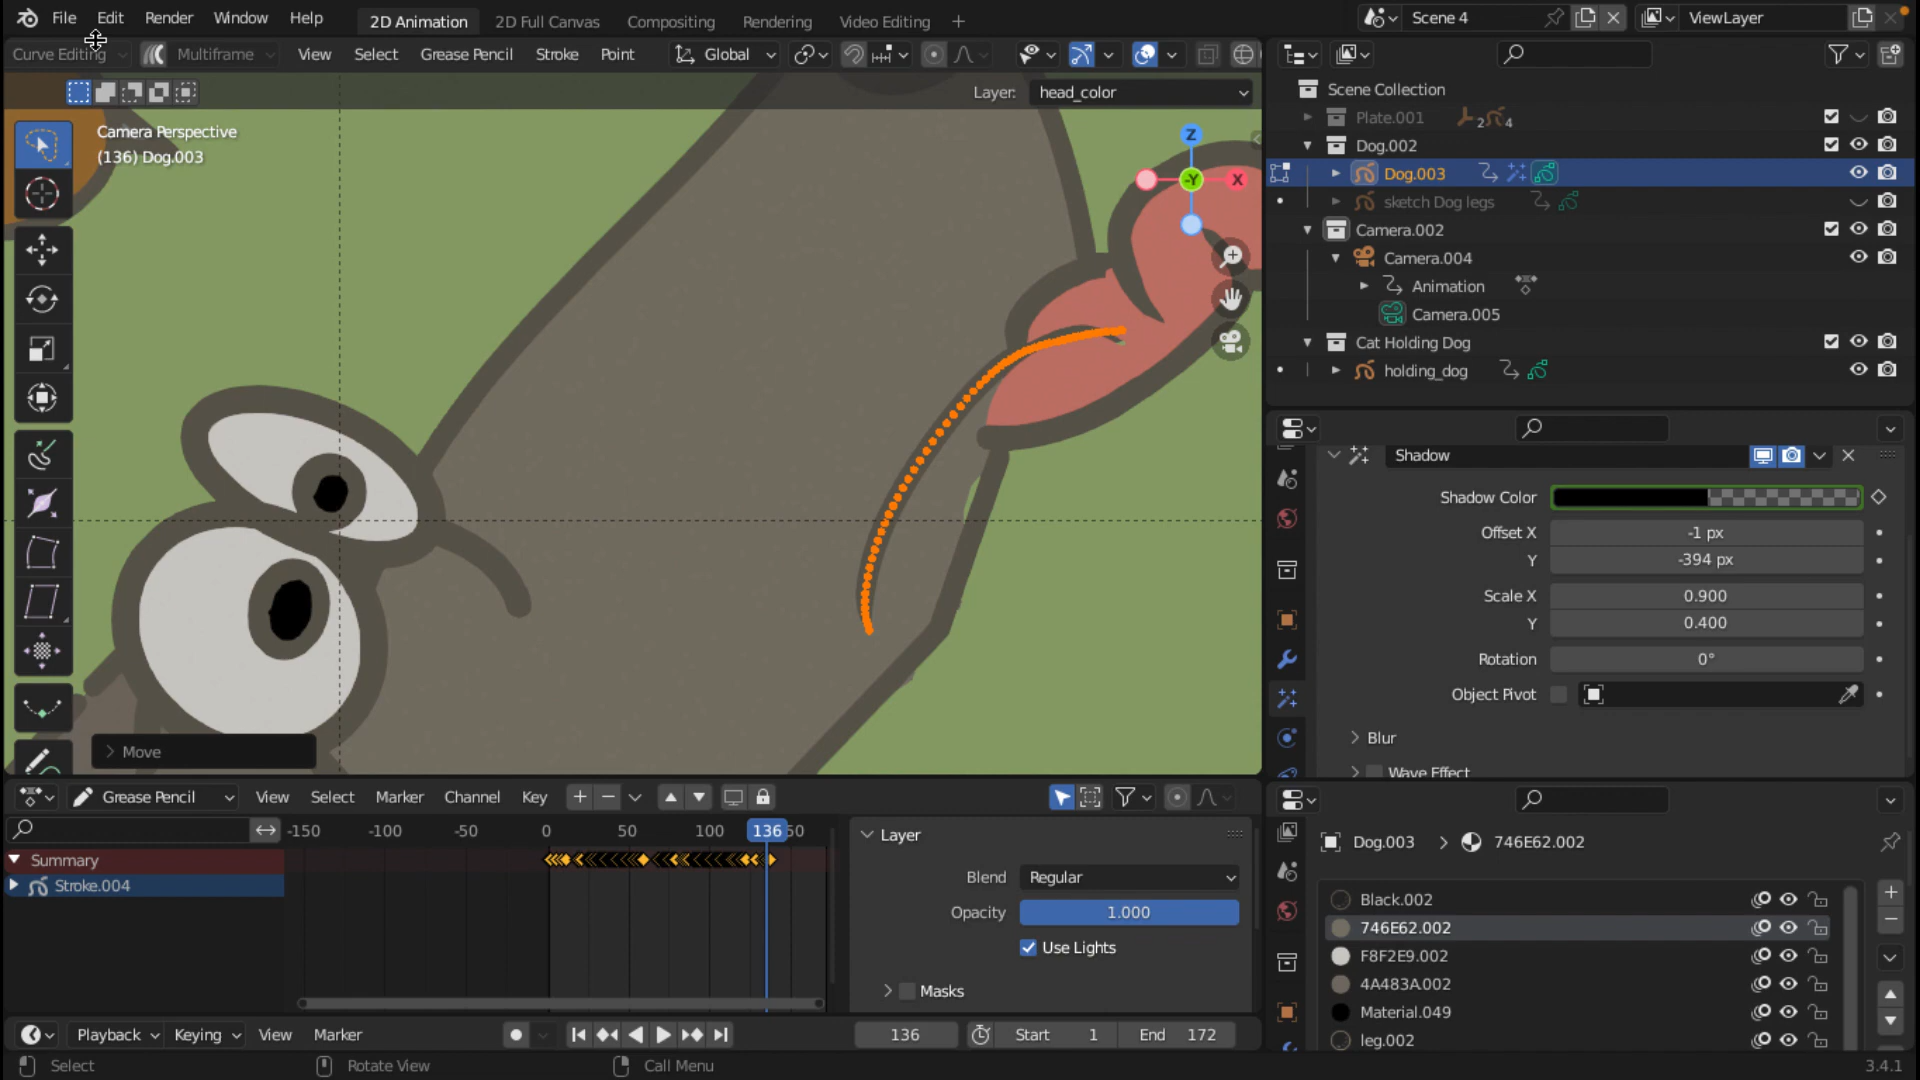 File Edit Render Window Help 2D Animation 2D Full Canvas Compositing Rendering Video Editing + Scene 4 ViewLayer
Curve Editing Multiframe View Select Grease Pencil Stroke Point Global
Layer: head_color
Camera Perspective
(136) Dog.003
Z
-Y X
Move
Scene Collection
Plate.001 2 4
Dog.002
Dog.003
sketch Dog legs
Camera.002
Camera.004
Animation
Camera.005
Cat Holding Dog
holding_dog
Shadow
Shadow Color
Offset X -1 px
Y -394 px
Scale X 0.900
Y 0.400
Rotation 0°
Object Pivot
Blur
Wave Effect
Grease Pencil View Select Marker Channel Key
-150 -100 -50 0 50 100 136 50
Summary
Stroke.004
Layer
Blend Regular
Opacity 1.000
Use Lights
Masks
Dog.003 > 746E62.002
Black.002
746E62.002
F8F2E9.002
4A483A.002
Material.049
leg.002
Playback Keying View Marker 136 Start 1 End 172
Select Rotate View Call Menu 3.4.1